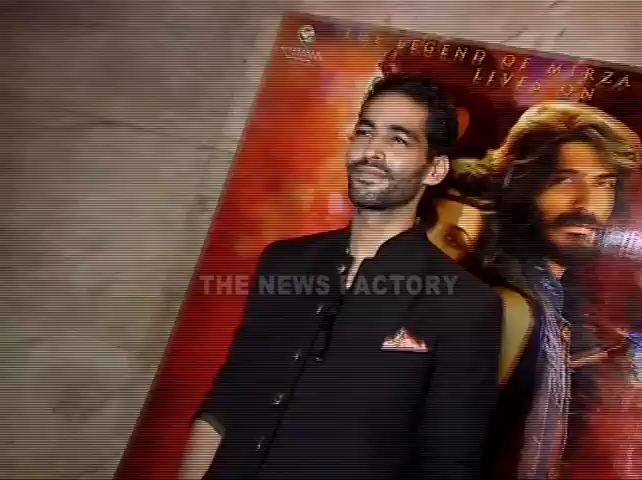 THE LEGEND OF MIRZA
LIVES ON
THE NEWS FACTORY